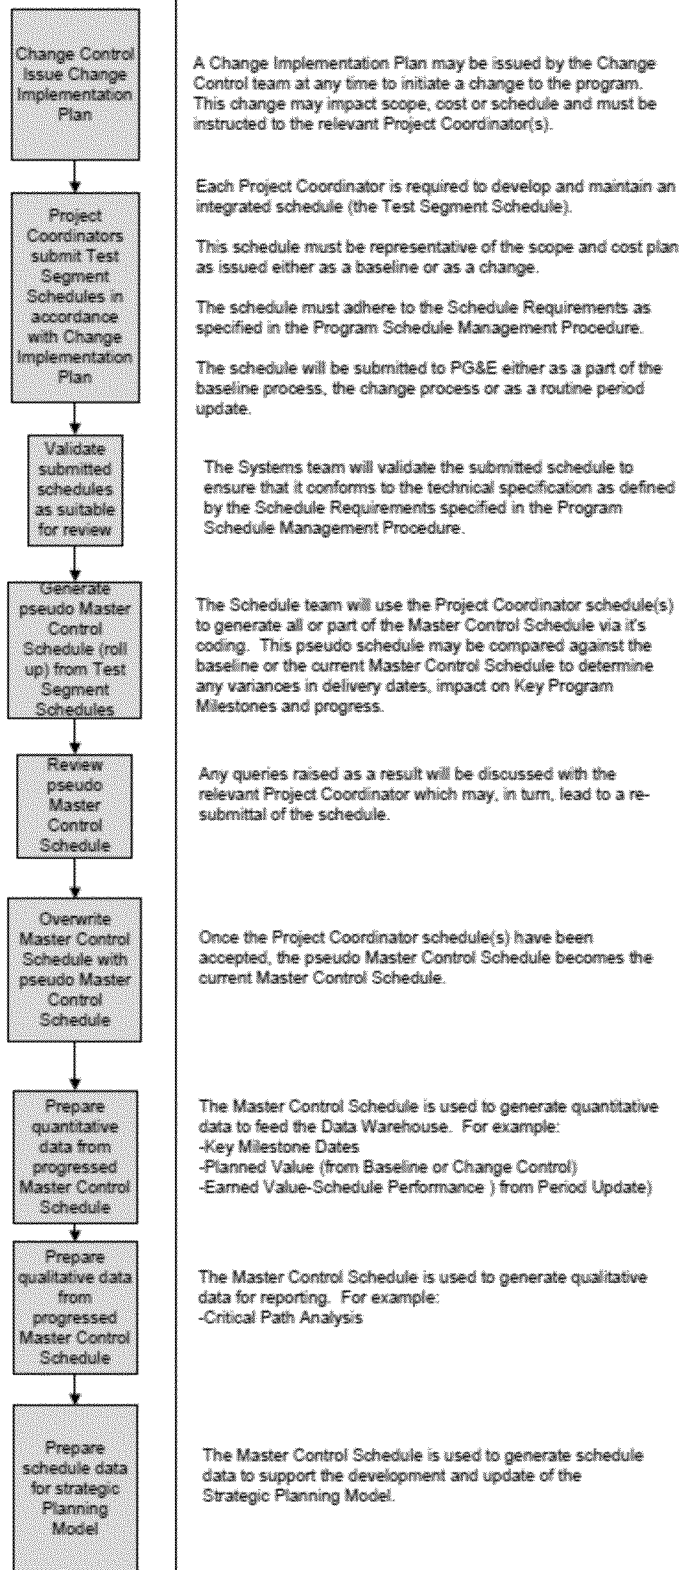 Change Control
Issue Change
Implementation
Plan
A Change Implementation Plan may be issued by the Change
Control team at any time to initiate a change to the program.
This change may impact scope, cost or schedule and must be
instructed to the relevant Project Coordinator(s).
Project
Coordinators
submit Test
Segment
Schedules in
accordance
with Change
Implementation
Plan
Each Project Coordinator is required to develop and maintain an
integrated schedule (the Test Segment Schedule).
This schedule must be representative of the scope and cost plan
as issued either as a baseline or as a change.
The schedule must adhere to the Schedule Requirements as
specified in the Program Schedule Management Procedure.
The schedule will be submitted to PG&E either as a part of the
baseline process, the change process or as a routine period
update.
Validate
submitted
schedules
as suitable
for review
The Systems team will validate the submitted schedule to
ensure that it conforms to the technical specification as defined
by the Schedule Requirements specified in the Program
Schedule Management Procedure.
Generate
pseudo Master
Control
Schedule (roll
up) from Test
Segment
Schedules
The Schedule team will use the Project Coordinator schedule(s)
to generate all or part of the Master Control Schedule via it's
coding. This pseudo schedule may be compared against the
baseline or the current Master Control Schedule to determine
any variances in delivery dates, impact on Key Program
Milestones and progress.
Review
pseudo
Master
Control
Schedule
Any queries raised as a result will be discussed with the
relevant Project Coordinator which may, in turn, lead to a re-
submittal of the schedule.
Overwrite
Master Control
Schedule with
pseudo Master
Control
Schedule
Once the Project Coordinator schedule(s) have been
accepted, the pseudo Master Control Schedule becomes the
current Master Control Schedule.
Prepare
quantitative
data from
progressed
Master Control
Schedule
The Master Control Schedule is used to generate quantitative
data to feed the Data Warehouse. For example:
-Key Milestone Dates
-Planned Value (from Baseline or Change Control)
-Earned Value-Schedule Performance ) from Period Update)
Prepare
qualitative data
from
progressed
Master Control
Schedule
The Master Control Schedule is used to generate qualitative
data for reporting. For example:
-Critical Path Analysis
Prepare
schedule data
for strategic
Planning
Model
The Master Control Schedule is used to generate schedule
data to support the development and update of the
Strategic Planning Model.